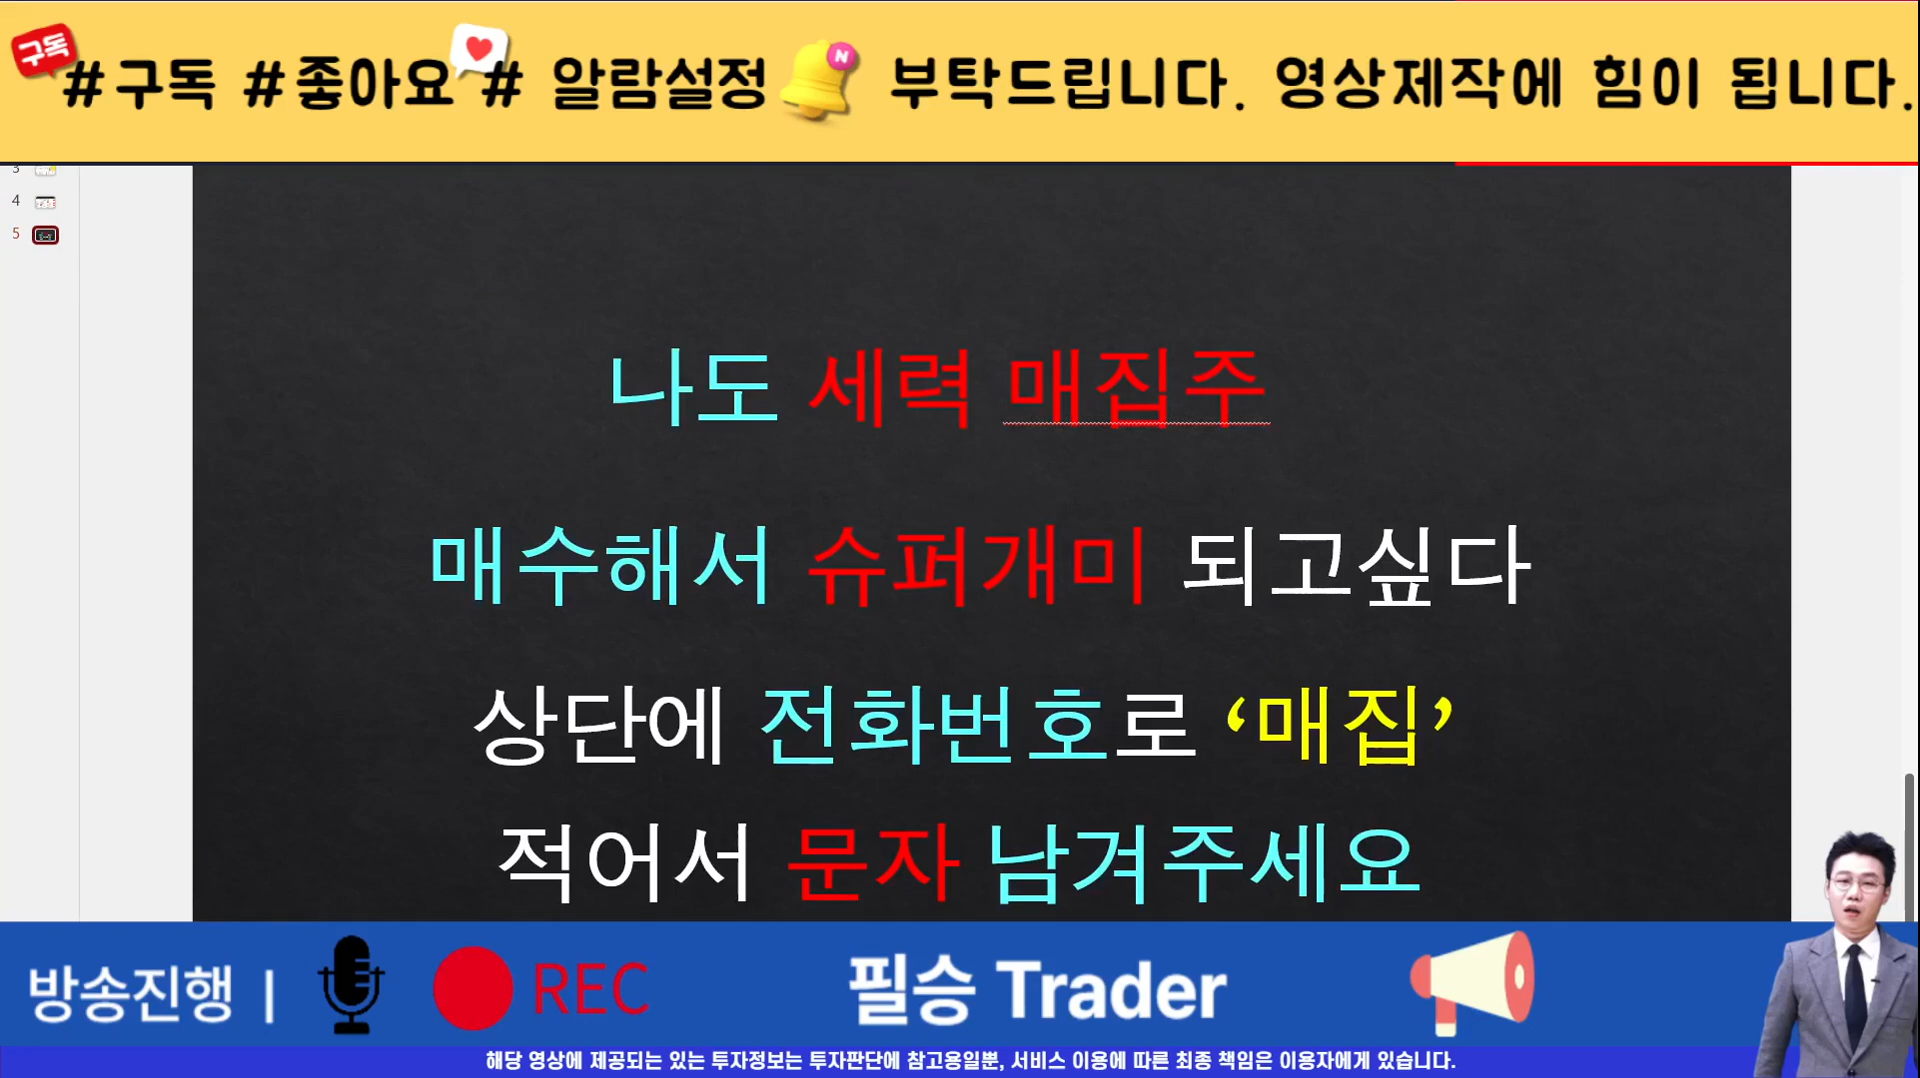 구독
#구독 #좋아요 # 알람설정 N 부탁드립니다. 영상제작에 힘이 됩니다.
3
4
5
나도 세력 매집주
매수해서 슈퍼개미 되고싶다
상단에 전화번호로 ‘매집’
적어서 문자 남겨주세요
방송진행 | REC 필승 Trader
해당 영상에 제공되는 있는 투자정보는 투자판단에 참고용일뿐, 서비스 이용에 따른 최종 책임은 이용자에게 있습니다.